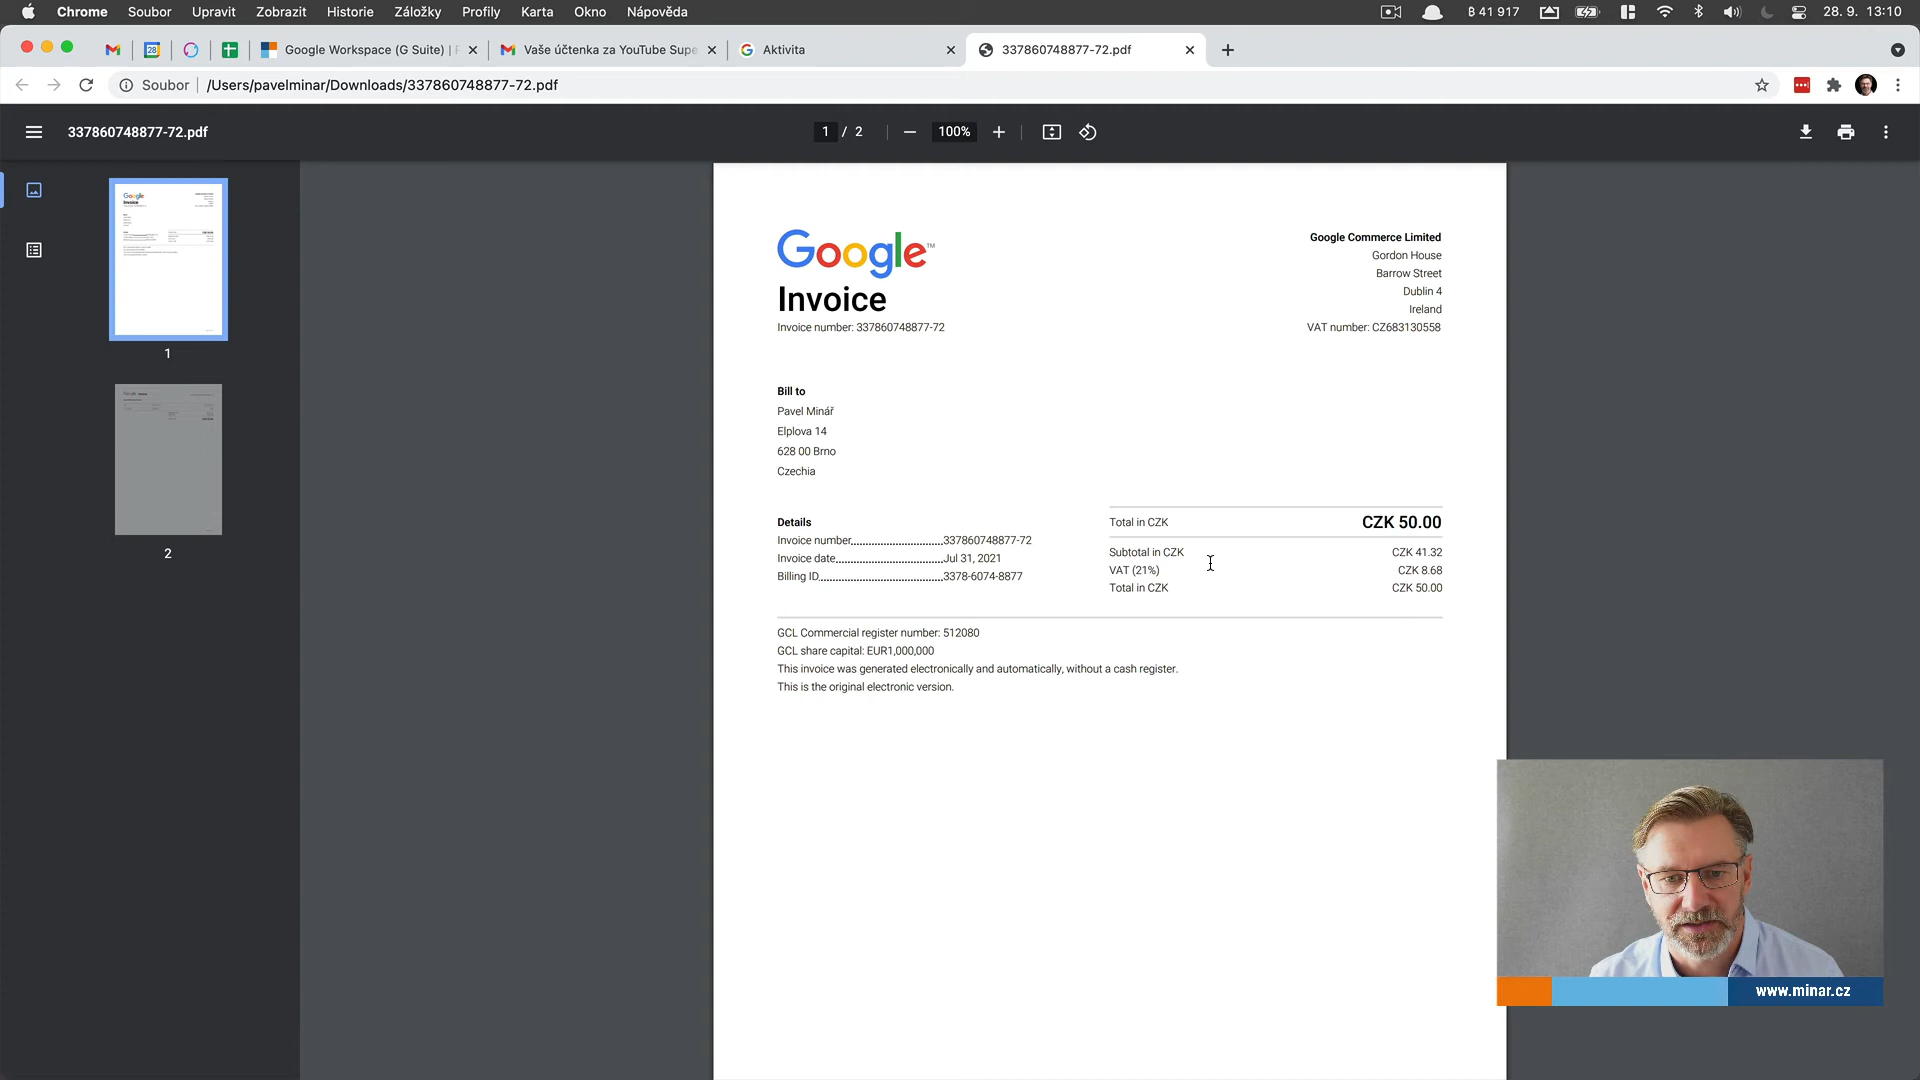 Chrome Soubor Upravit Zobrazit Historie Záložky Profily Karta Okno Nápověda
B 41 917 28. 9. 13:10
28 Google Workspace (G Suite) | Vaše účtenka za YouTube Supe Aktivita 337860748877-72.pdf
Soubor /Users/pavelminar/Downloads/337860748877-72.pdf
337860748877-72.pdf 1 / 2 100%
1
2
Google™
Invoice
Invoice number: 337860748877-72
Google Commerce Limited
Gordon House
Barrow Street
Dublin 4
Ireland
VAT number: CZ683130558
Bill to
Pavel Minář
Elplova 14
628 00 Brno
Czechia
Details
Invoice number 337860748877-72
Invoice date Jul 31, 2021
Billing ID 3378-6074-8877
Total in CZK CZK 50.00
Subtotal in CZK CZK 41.32
VAT (21%) CZK 8.68
Total in CZK CZK 50.00
GCL Commercial register number: 512080
GCL share capital: EUR1,000,000
This invoice was generated electronically and automatically, without a cash register.
This is the original electronic version.
www.minar.cz